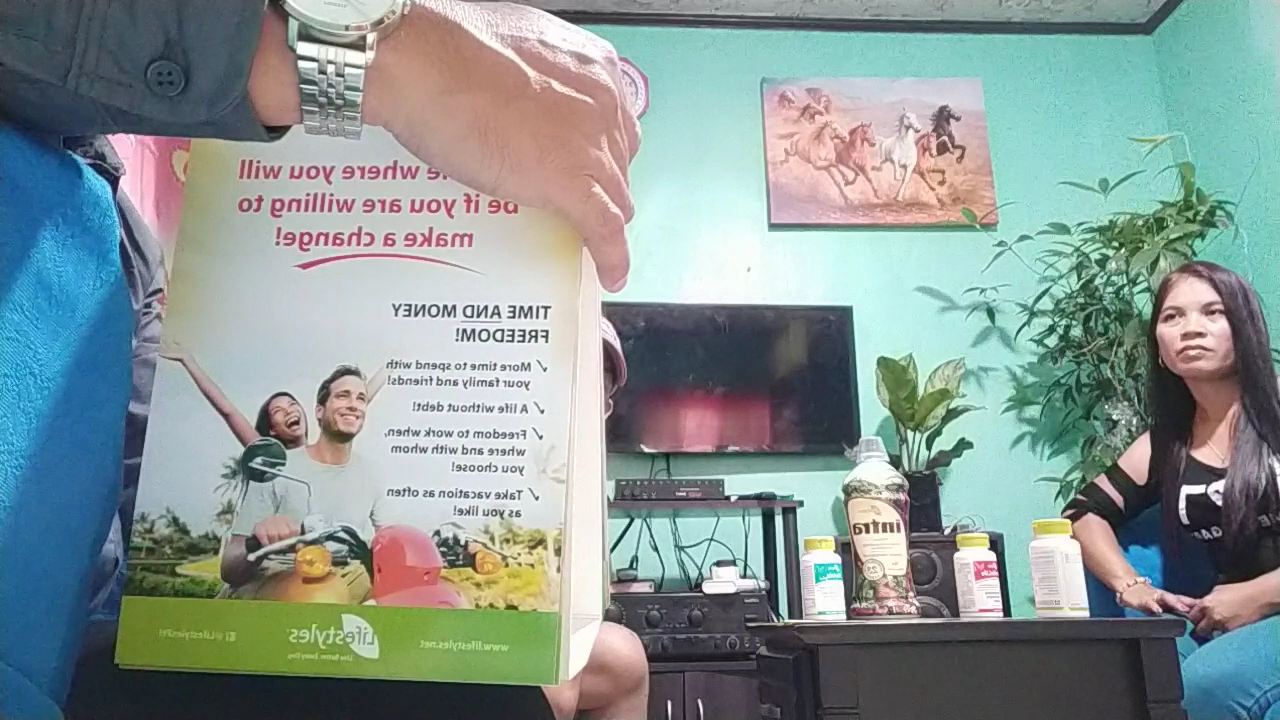 where you will
be if you are willing to
make a change!
TIME AND MONEY
FREEDOM!
✓ More time to spend with
your family and friends!
✓ A life without debt!
✓ Freedom to work when,
where and with whom
you choose!
✓ Take vacation as often
as you like!
Lifestyles
www.lifestyles.net
intra